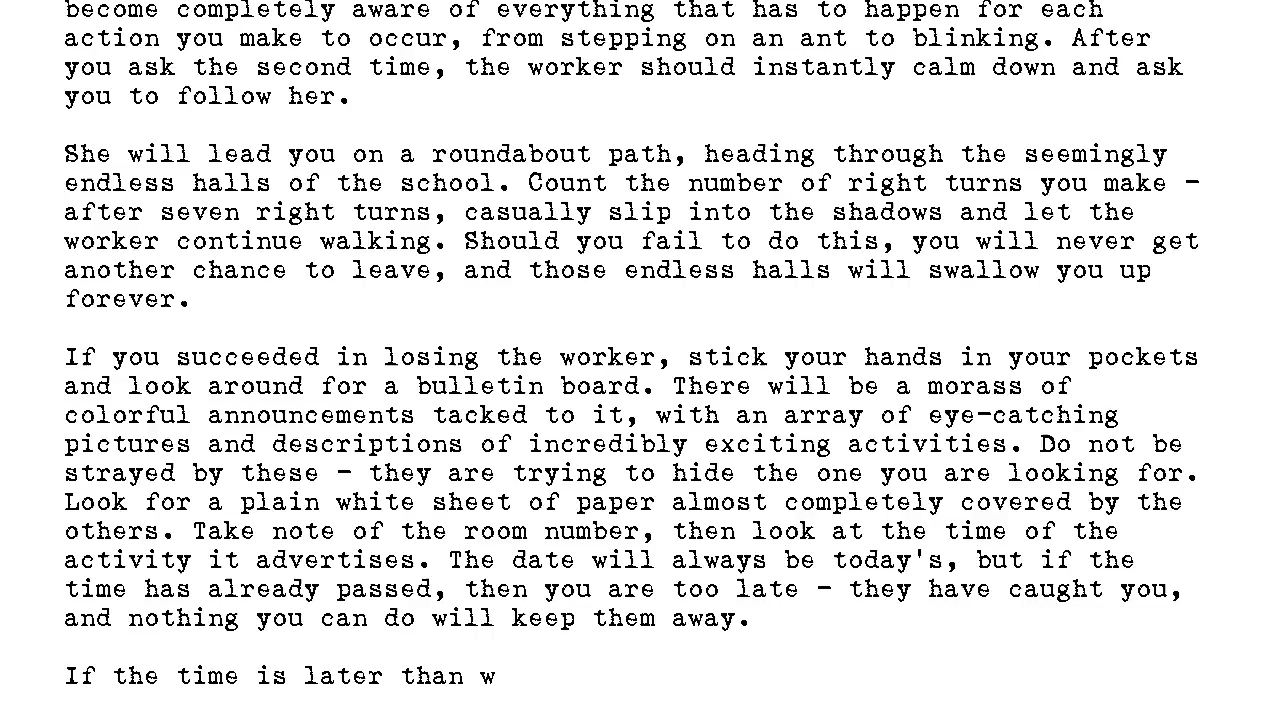 become completely aware of everything that has to happen for each
action you make to occur, from stepping on an ant to blinking. After
you ask the second time, the worker should instantly calm down and ask
you to follow her.
She will lead you on a roundabout path, heading through the seemingly
endless halls of the school. Count the number of right turns you make -
after seven right turns, casually slip into the shadows and let the
worker continue walking. Should you fail to do this, you will never get
another chance to leave, and those endless halls will swallow you up
forever.
If you succeeded in losing the worker, stick your hands in your pockets
and look around for a bulletin board. There will be a morass of
colorful announcements tacked to it, with an array of eye-catching
pictures and descriptions of incredibly exciting activities. Do not be
strayed by these - they are trying to hide the one you are looking for.
Look for a plain white sheet of paper almost completely covered by the
others. Take note of the room number, then look at the time of the
activity it advertises. The date will always be today's, but if the
time has already passed, then you are too late - they have caught you,
and nothing you can do will keep them away.
If the time is later than w